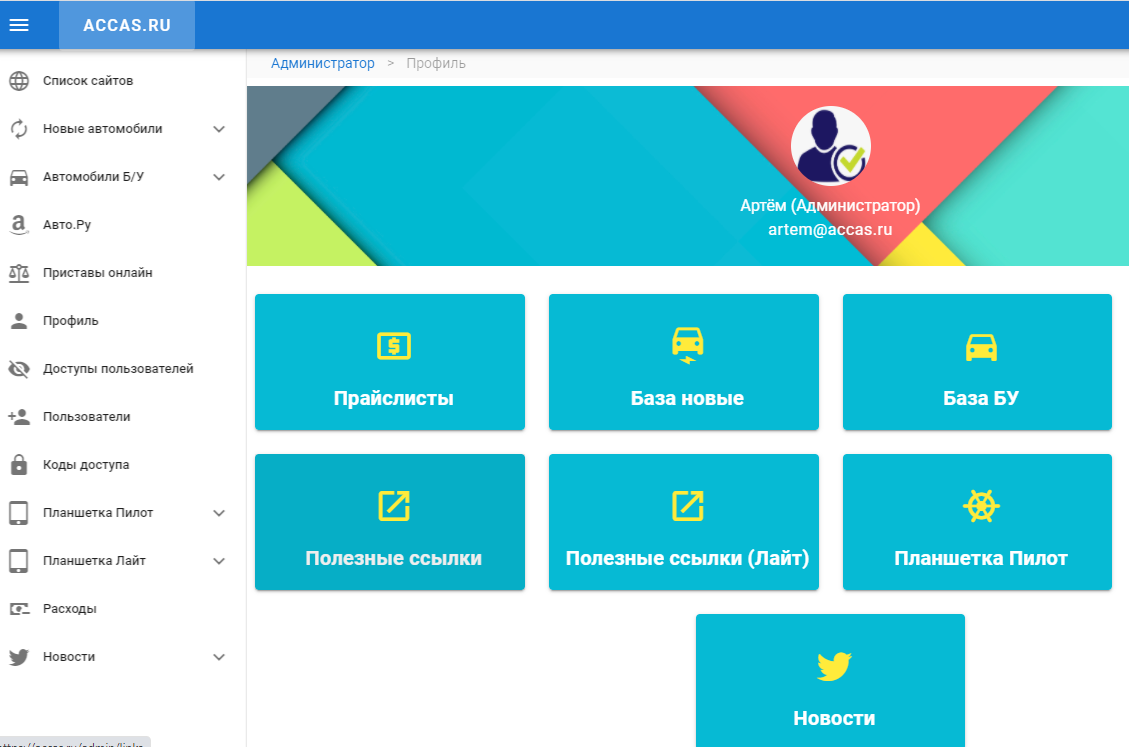 ACCAS.RU
Администратор > Профиль
Список сайтов
Новые автомобили
Автомобили Б/У
Авто.Ру
Приставы онлайн
Профиль
Доступы пользователей
Пользователи
Коды доступа
Планшетка Пилот
Планшетка Лайт
Расходы
Новости
Артём (Администратор)
artem@accas.ru
Прайслисты
База новые
База БУ
Полезные ссылки
Полезные ссылки (Лайт)
Планшетка Пилот
Новости